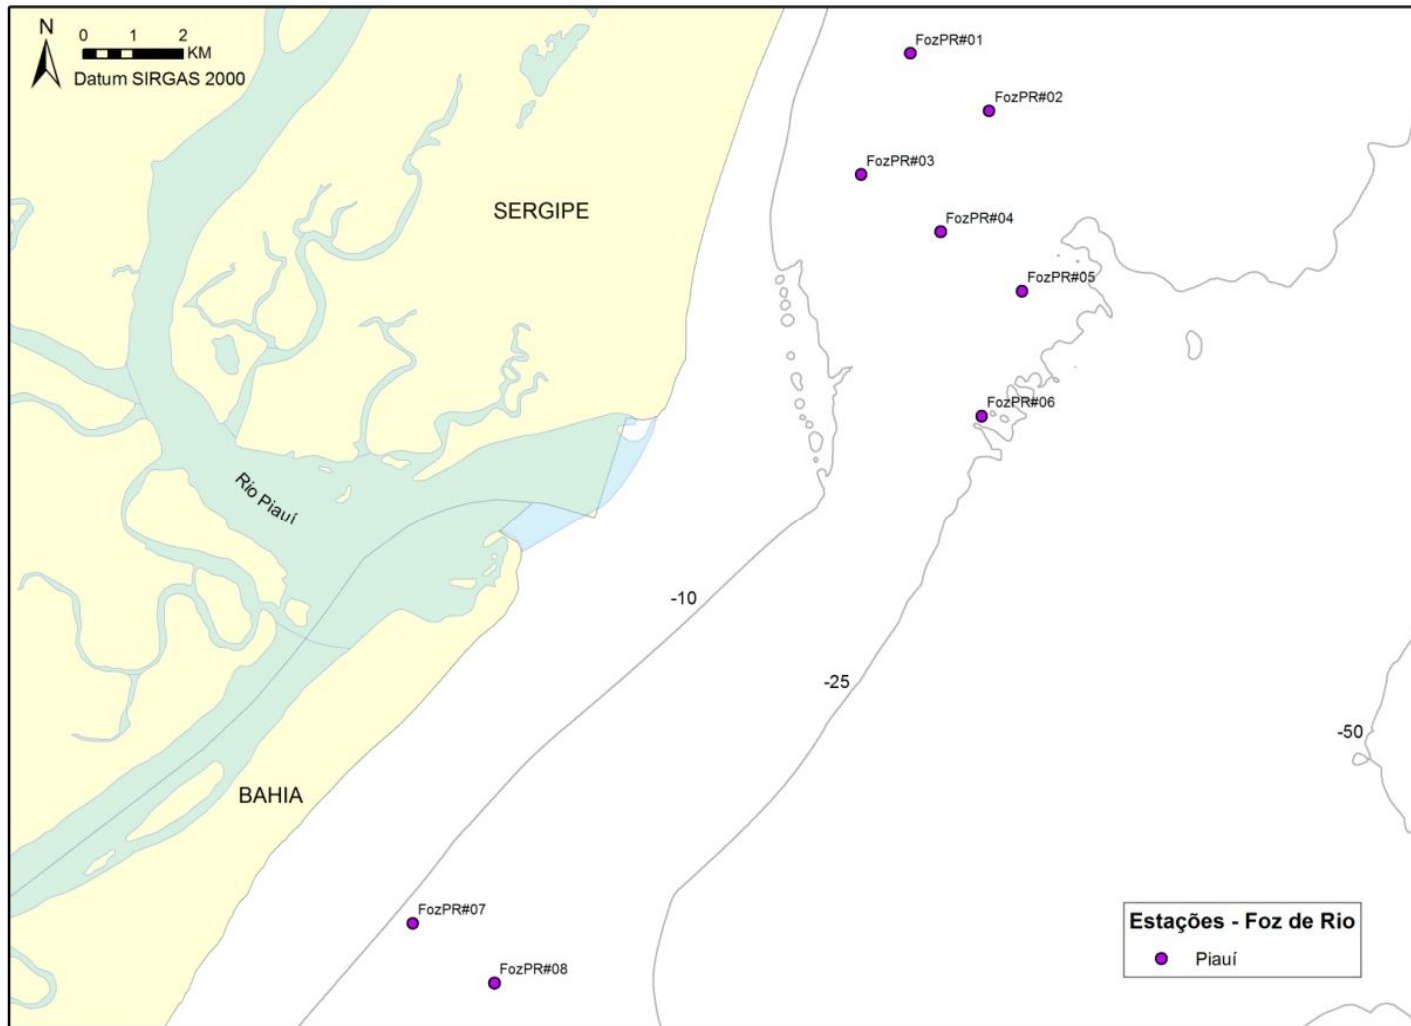 N
0 1 2
KM
Datum SIRGAS 2000
FozPR#01
FozPR#02
FozPR#03
SERGIPE
FozPR#04
FozPR#05
FozPR#06
Rio Piauí
-10
-25
-50
BAHIA
FozPR#07
FozPR#08
Estações - Foz de Rio
Piauí